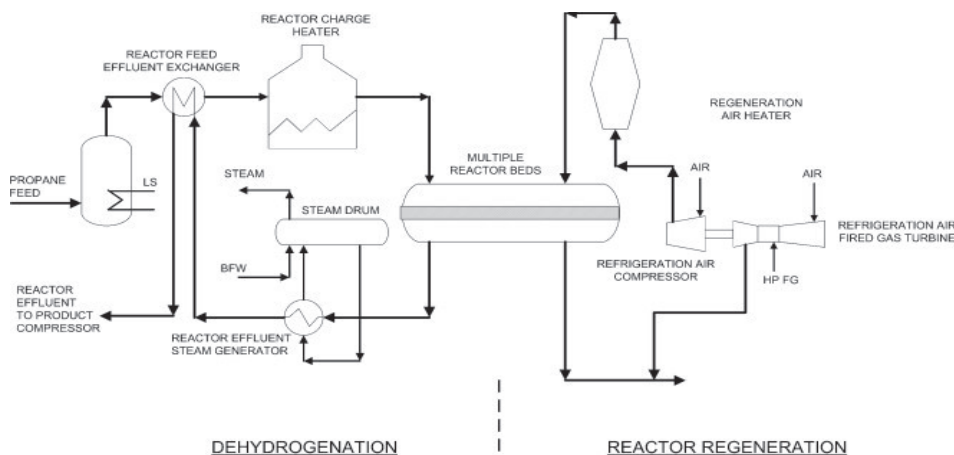 REACTOR CHARGE
HEATER
REACTOR FEED
EFFLUENT EXCHANGER
REGENERATION
AIR HEATER
MULTIPLE
REACTOR BEDS
PROPANE
FEED
LS
STEAM
STEAM DRUM
AIR
AIR
REFRIGERATION AIR
FIRED GAS TURBINE
REFRIGERATION AIR
COMPRESSOR
HP FG
BFW
REACTOR
EFFLUENT
TO PRODUCT
COMPRESSOR
REACTOR EFFLUENT
STEAM GENERATOR
DEHYDROGENATION
REACTOR REGENERATION